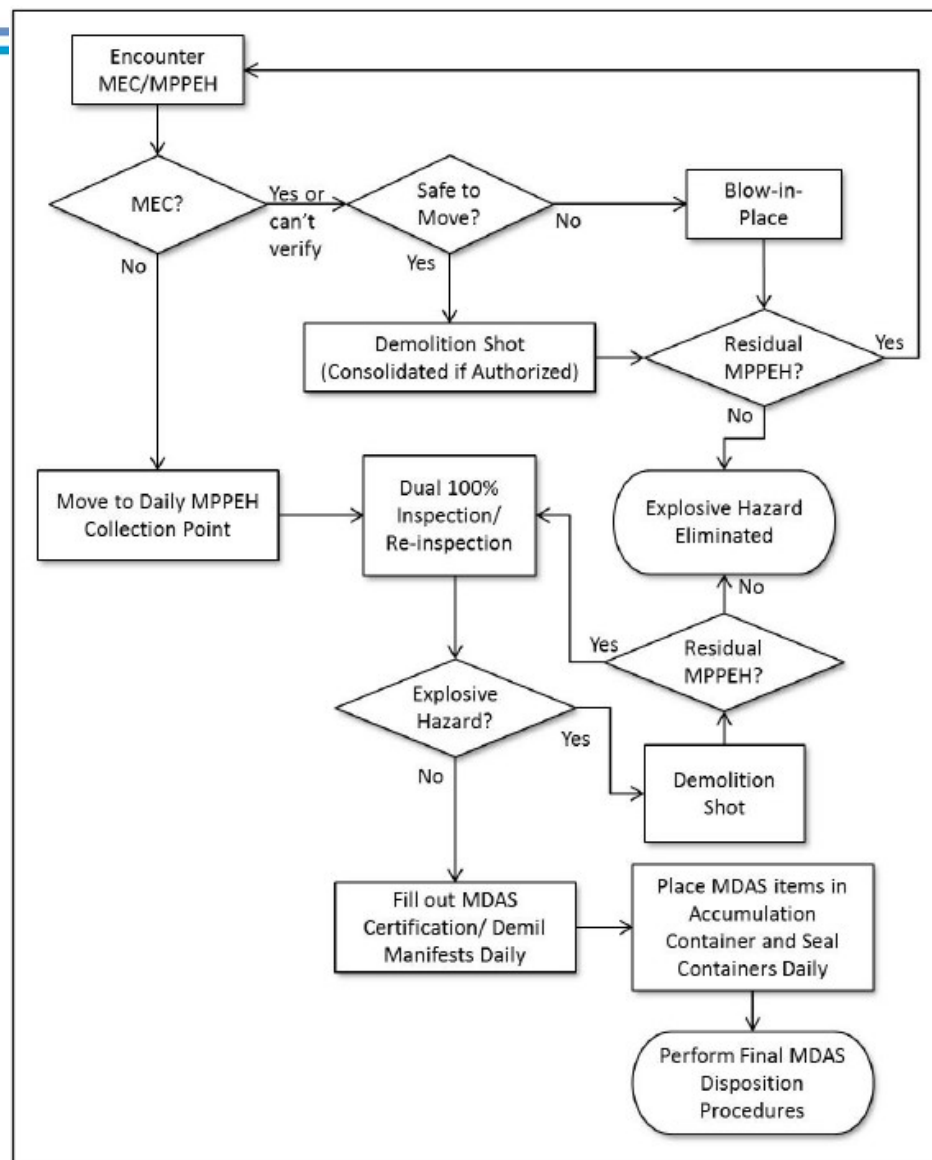 Encounter
MEC/MPPEH
MEC?
Yes or
can't
verify
No
Safe to
Move?
No
Yes
Blow-in-
Place
Demolition Shot
(Consolidated if Authorized)
Residual
MPPEH?
Yes
No
Explosive Hazard
Eliminated
Move to Daily MPPEH
Collection Point
Dual 100%
Inspection/
Re-inspection
No
Yes
Residual
MPPEH?
Explosive
Hazard?
Yes
No
Demolition
Shot
Fill out MDAS
Certification/ Demil
Manifests Daily
Place MDAS items in
Accumulation
Container and Seal
Containers Daily
Perform Final MDAS
Disposition
Procedures